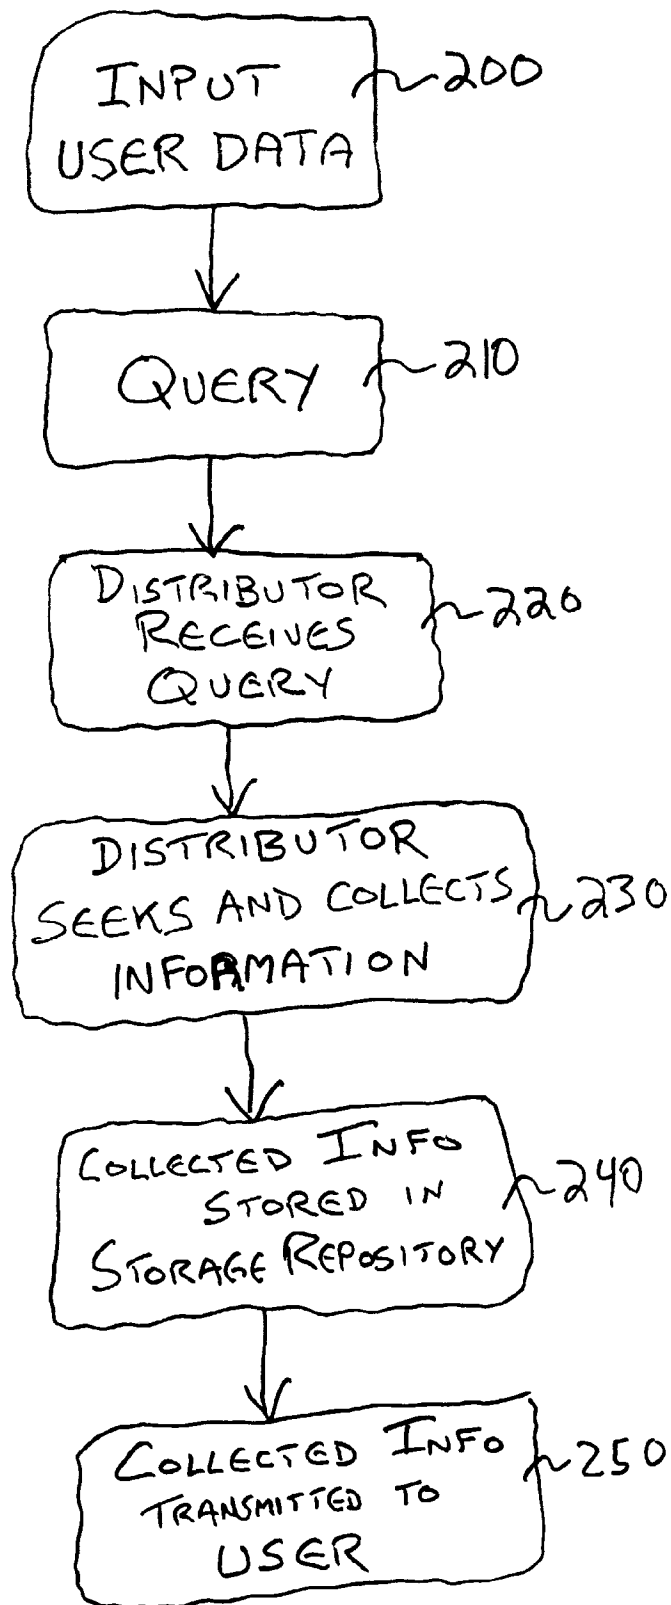 INPUT
USER DATA
200
QUERY
210
DISTRIBUTOR
RECEIVES
QUERY
220
DISTRIBUTOR
SEEKS AND COLLECTS
INFORMATION
230
COLLECTED INFO
STORED IN
STORAGE REPOSITORY
240
COLLECTED INFO
TRANSMITTED TO
USER
250